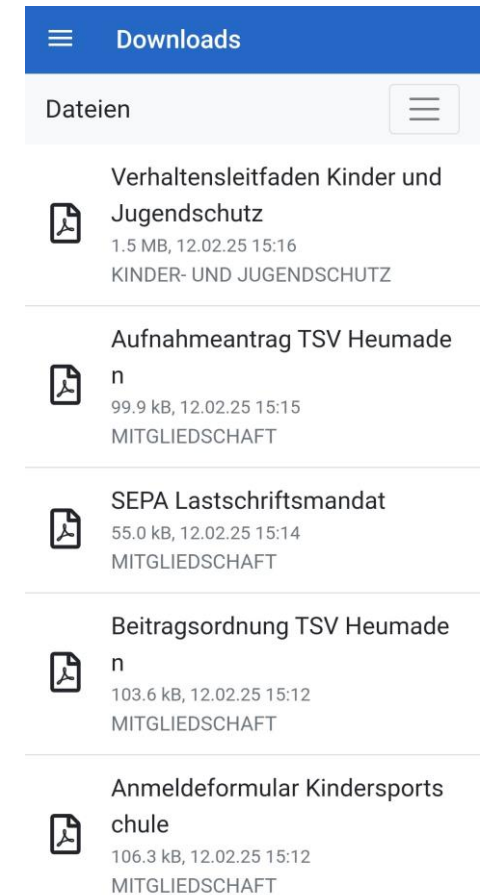 Downloads
Dateien
Verhaltensleitfaden Kinder und
Jugendschutz
1.5 MB, 12.02.25 15:16
KINDER- UND JUGENDSCHUTZ
Aufnahmeantrag TSV Heumade
n
99.9 kB, 12.02.25 15:15
MITGLIEDSCHAFT
SEPA Lastschriftsmandat
55.0 kB, 12.02.25 15:14
MITGLIEDSCHAFT
Beitragsordnung TSV Heumade
n
103.6 kB, 12.02.25 15:12
MITGLIEDSCHAFT
Anmeldeformular Kindersports
chule
106.3 kB, 12.02.25 15:12
MITGLIEDSCHAFT